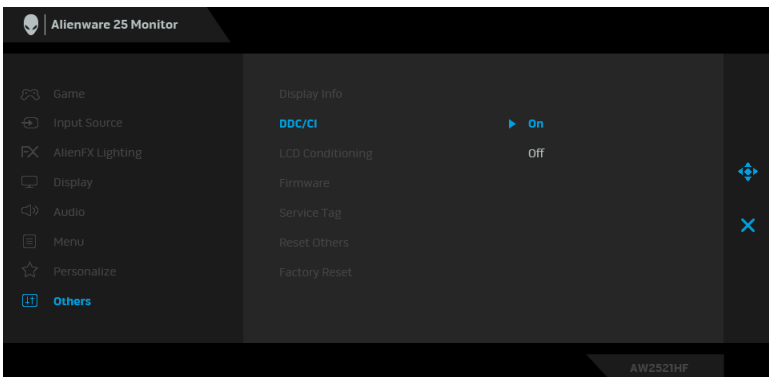 Alienware 25 Monitor
Game
Display Info
Input Source
DDC/CI
On
FX AlienFX Lighting
LCD Conditioning
Off
Display
Firmware
Audio
Service Tag
Menu
Reset Others
Personalize
Factory Reset
Others
AW2521HF